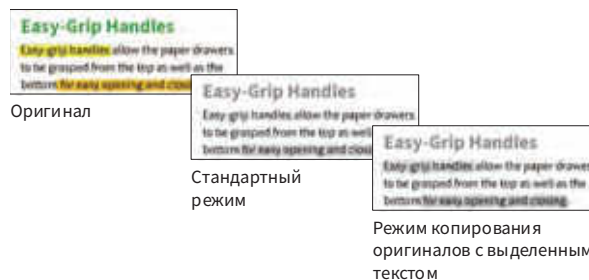 Easy-Grip Handles
Easy-grip handles allow the paper drawers
to be grasped from the top as well as the
bottom for easy opening and
Оригинал
Easy-Grip Handles
Easy-grip handles allow the paper drawers
to be grasped from the top as well
bottom for easy opening and
Стандартный
режим
Easy-Grip Handles
Easy-grip handles allow the paper
to be grasped from the top as well as the
bottom for easy opening and closing.
Режим копирования
оригиналов с выделенным
текстом